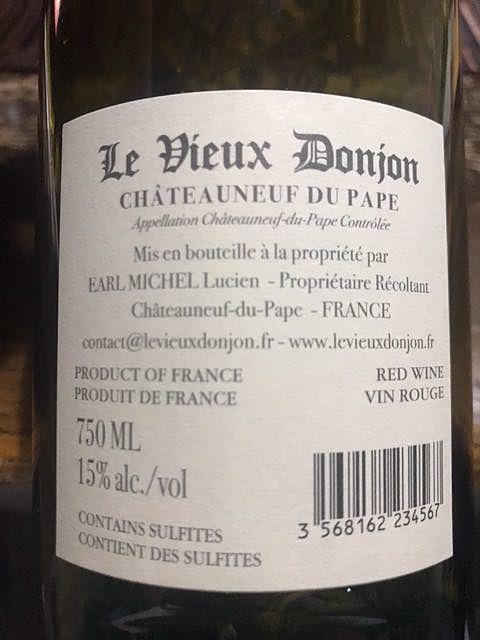 Le Vieux Donjon
CHÂTEAUNEUF DU PAPE
Appellation Châteauneuf-du-Pape Contrôlée
Mis en bouteille à la propriété par
EARL MICHEL Lucien - Propriétaire Récoltant
Châteauneuf-du-Pape - FRANCE
contact@levieuxdonjon.fr - www.levieuxdonjon.fr
PRODUCT OF FRANCE
PRODUIT DE FRANCE
RED WINE
VIN ROUGE
750 ML
15% alc./vol
CONTAINS SULFITES
CONTIENT DES SULFITES
3 568162 234567